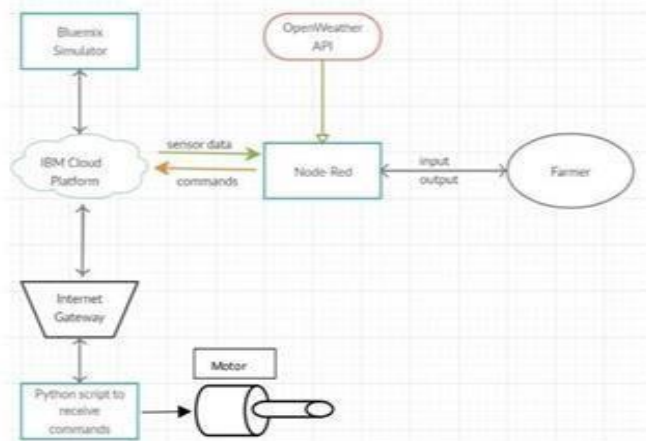 Bluemix
Simulator
OpenWeather
API
sensor data
IBM Cloud
Platform
commands
Node-Red
input
output
Farmer
Internet
Gateway
Motor
Python script to
receive
commands